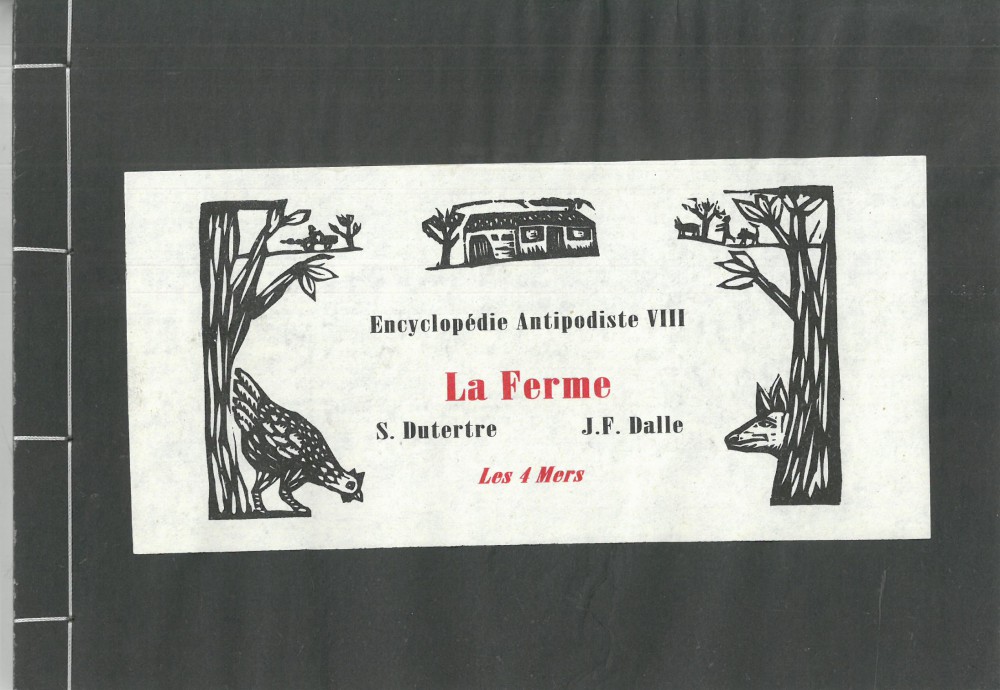 Encyclopédie Antipodiste VIII
La Ferme
S. Dutertre J.F. Dalle
Les 4 Mers